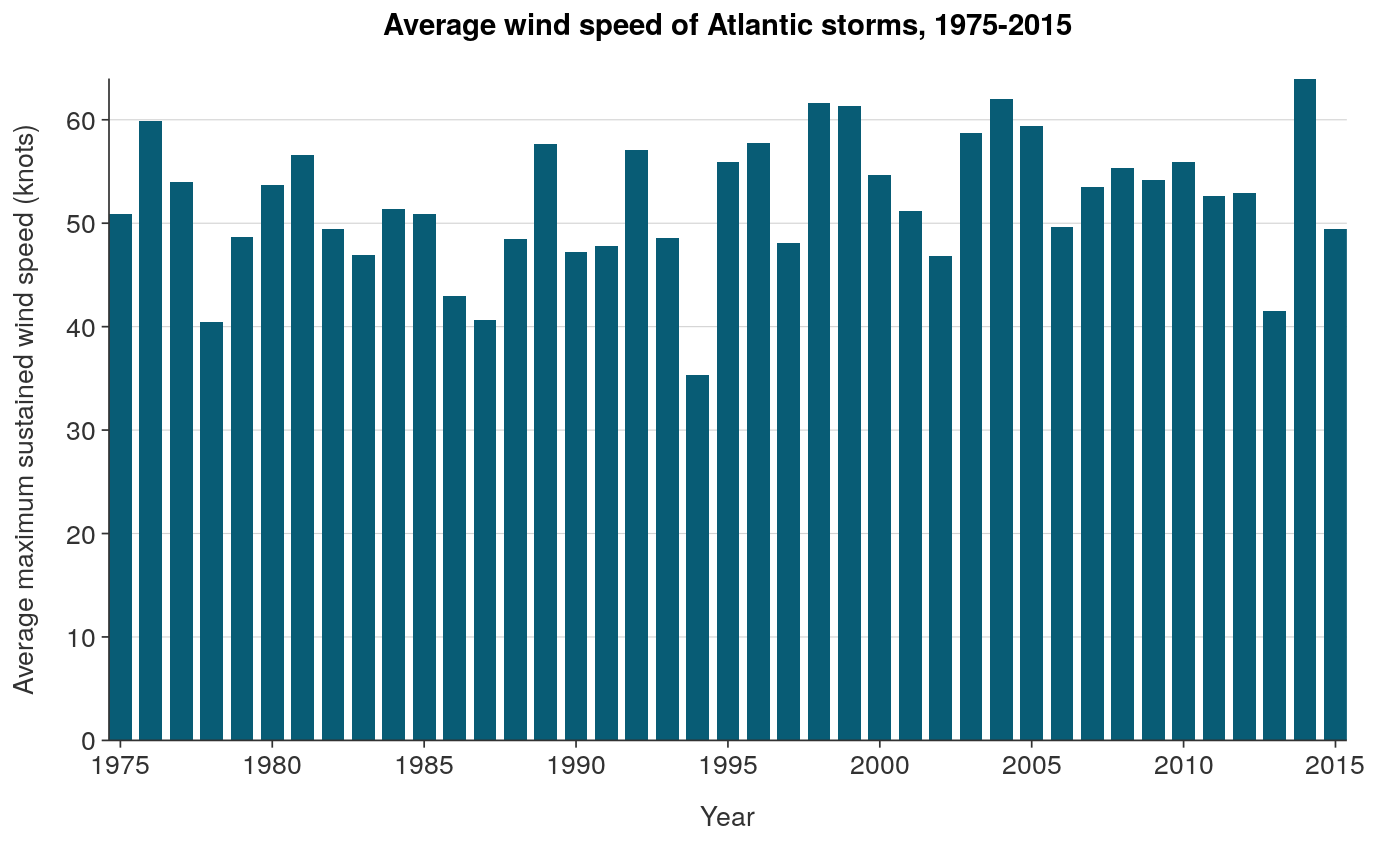 Average wind speed of Atlantic storms, 1975-2015
Average maximum sustained wind speed (knots)
60
50
40
30
20
10
0
1975 1980 1985 1990 1995 2000 2005 2010 2015
Year